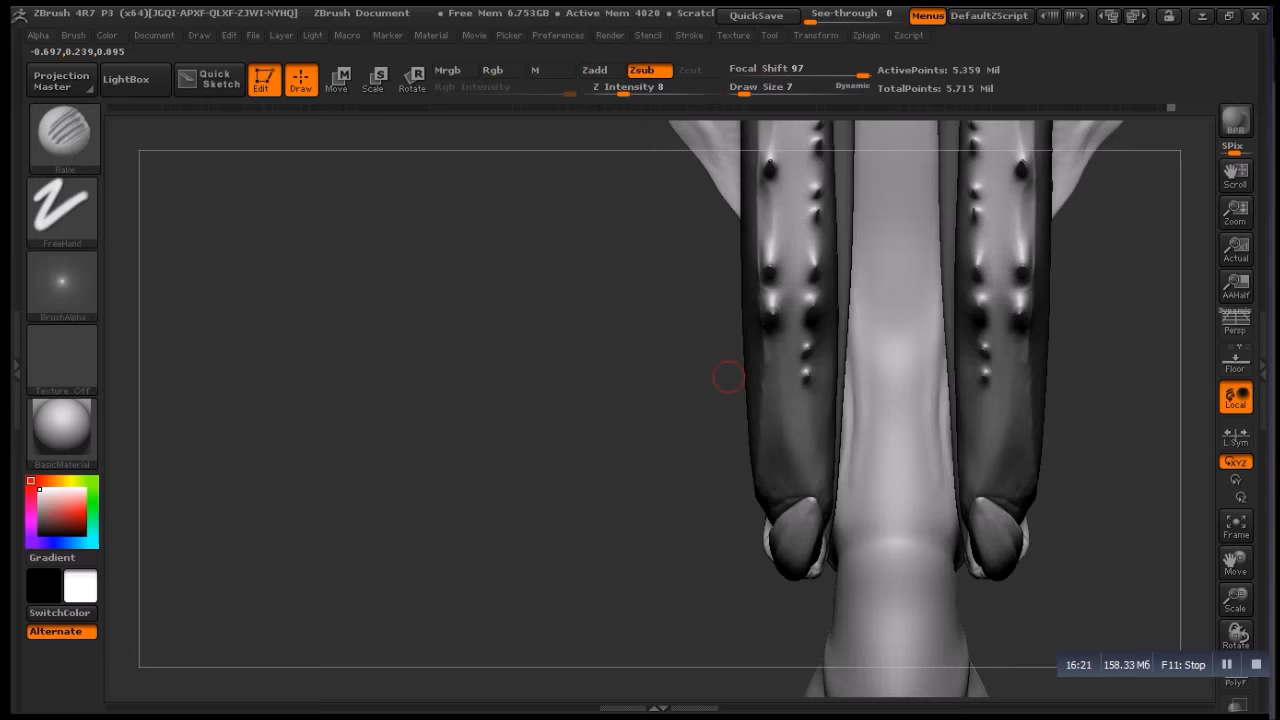 ZBrush 4R7 P3 (x64)[JGQI-APXF-QLXF-ZJWI-NYHQ] ZBrush Document • Free Mem 6.753GB • Active Mem 4820 • Scratcl QuickSave See-through 0 Menus DefaultZScript
Alpha Brush Color Document Draw Edit File Layer Light Macro Marker Material Movie Picker Preferences Render Stencil Stroke Texture Tool Transform Zplugin Zscript
-0.697,0.239,0.095
Projection Master
LightBox
Quick Sketch
Edit
Draw
Move
Scale
Rotate
Mrgb Rgb M
Rgb Intensity
Zadd Zsub Zcut
Z Intensity 8
Focal Shift 97
Draw Size 7 Dynamic
ActivePoints: 5.359 Mil
TotalPoints: 5.715 Mil
Rake
FreeHand
BrushAlpha
Texture Off
BasicMaterial
Gradient
SwitchColor
Alternate
BPR
SPix
Scroll
Zoom
Actual
AAHalf
Dynamic
Persp
Floor
Local
L.Sym
XYZ
Frame
Move
Scale
Rotate
16:21 158.33 Мб F11: Stop
PolyF